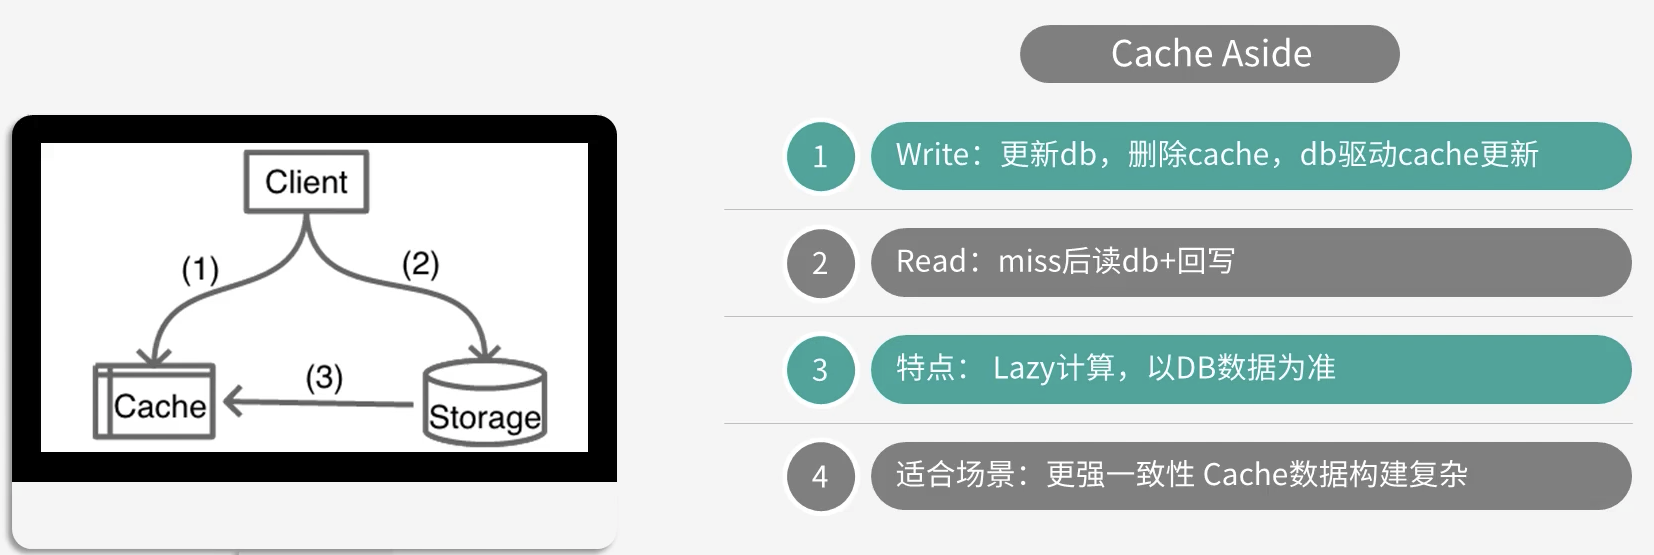 Client
(1)
(2)
(3)
Cache
Storage
Cache Aside
1
Write：更新db，删除cache，db驱动cache更新
2
Read：miss后读db+回写
3
特点： Lazy计算，以DB数据为准
4
适合场景：更强一致性 Cache数据构建复杂